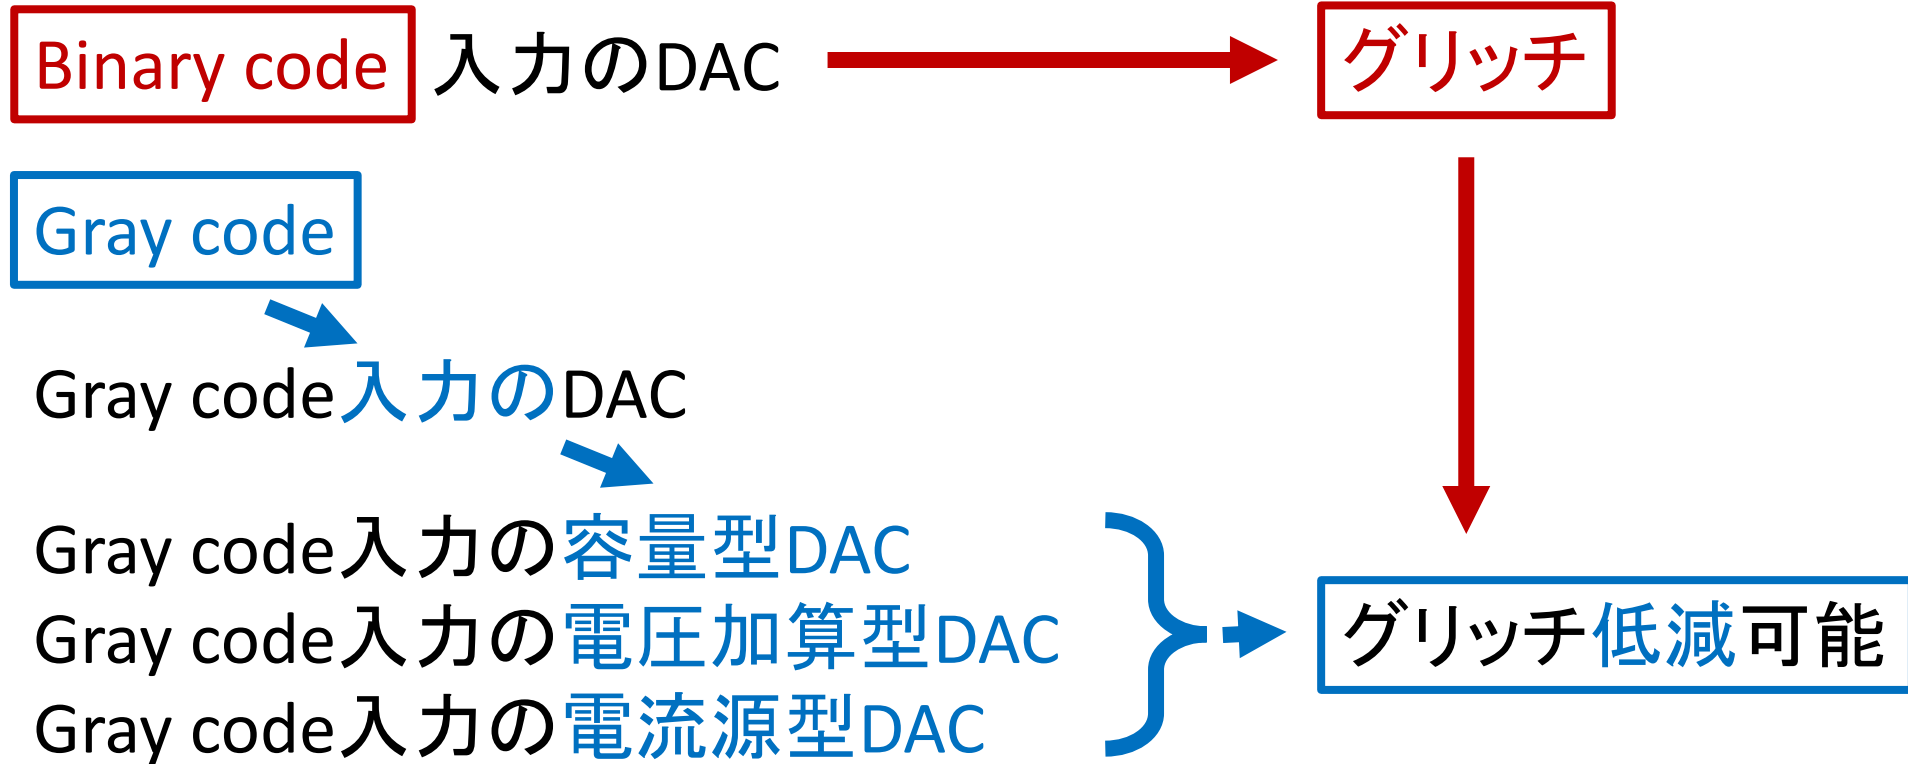 Binary code 入力のDAC
グリッチ
Gray code
Gray code入力のDAC
Gray code入力の容量型DAC
Gray code入力の電圧加算型DAC
Gray code入力の電流源型DAC
グリッチ低減可能